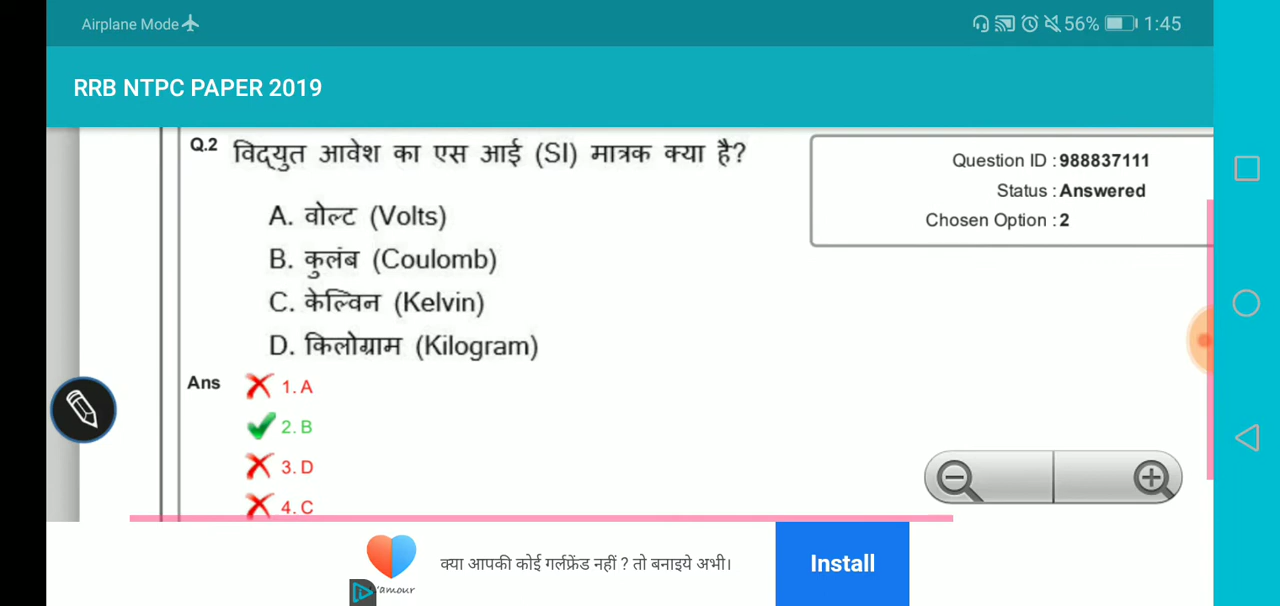 Airplane Mode
56% 1:45
RRB NTPC PAPER 2019
Q.2 विद्युत आवेश का एस आई (SI) मात्रक क्या है?
A. वोल्ट (Volts)
B. कुलंब (Coulomb)
C. केल्विन (Kelvin)
D. किलोग्राम (Kilogram)
Question ID : 988837111
Status : Answered
Chosen Option : 2
Ans
1. A
2. B
3. D
4. C
क्या आपकी कोई गर्लफ्रेंड नहीं ? तो बनाइये अभी।
Install
'amour